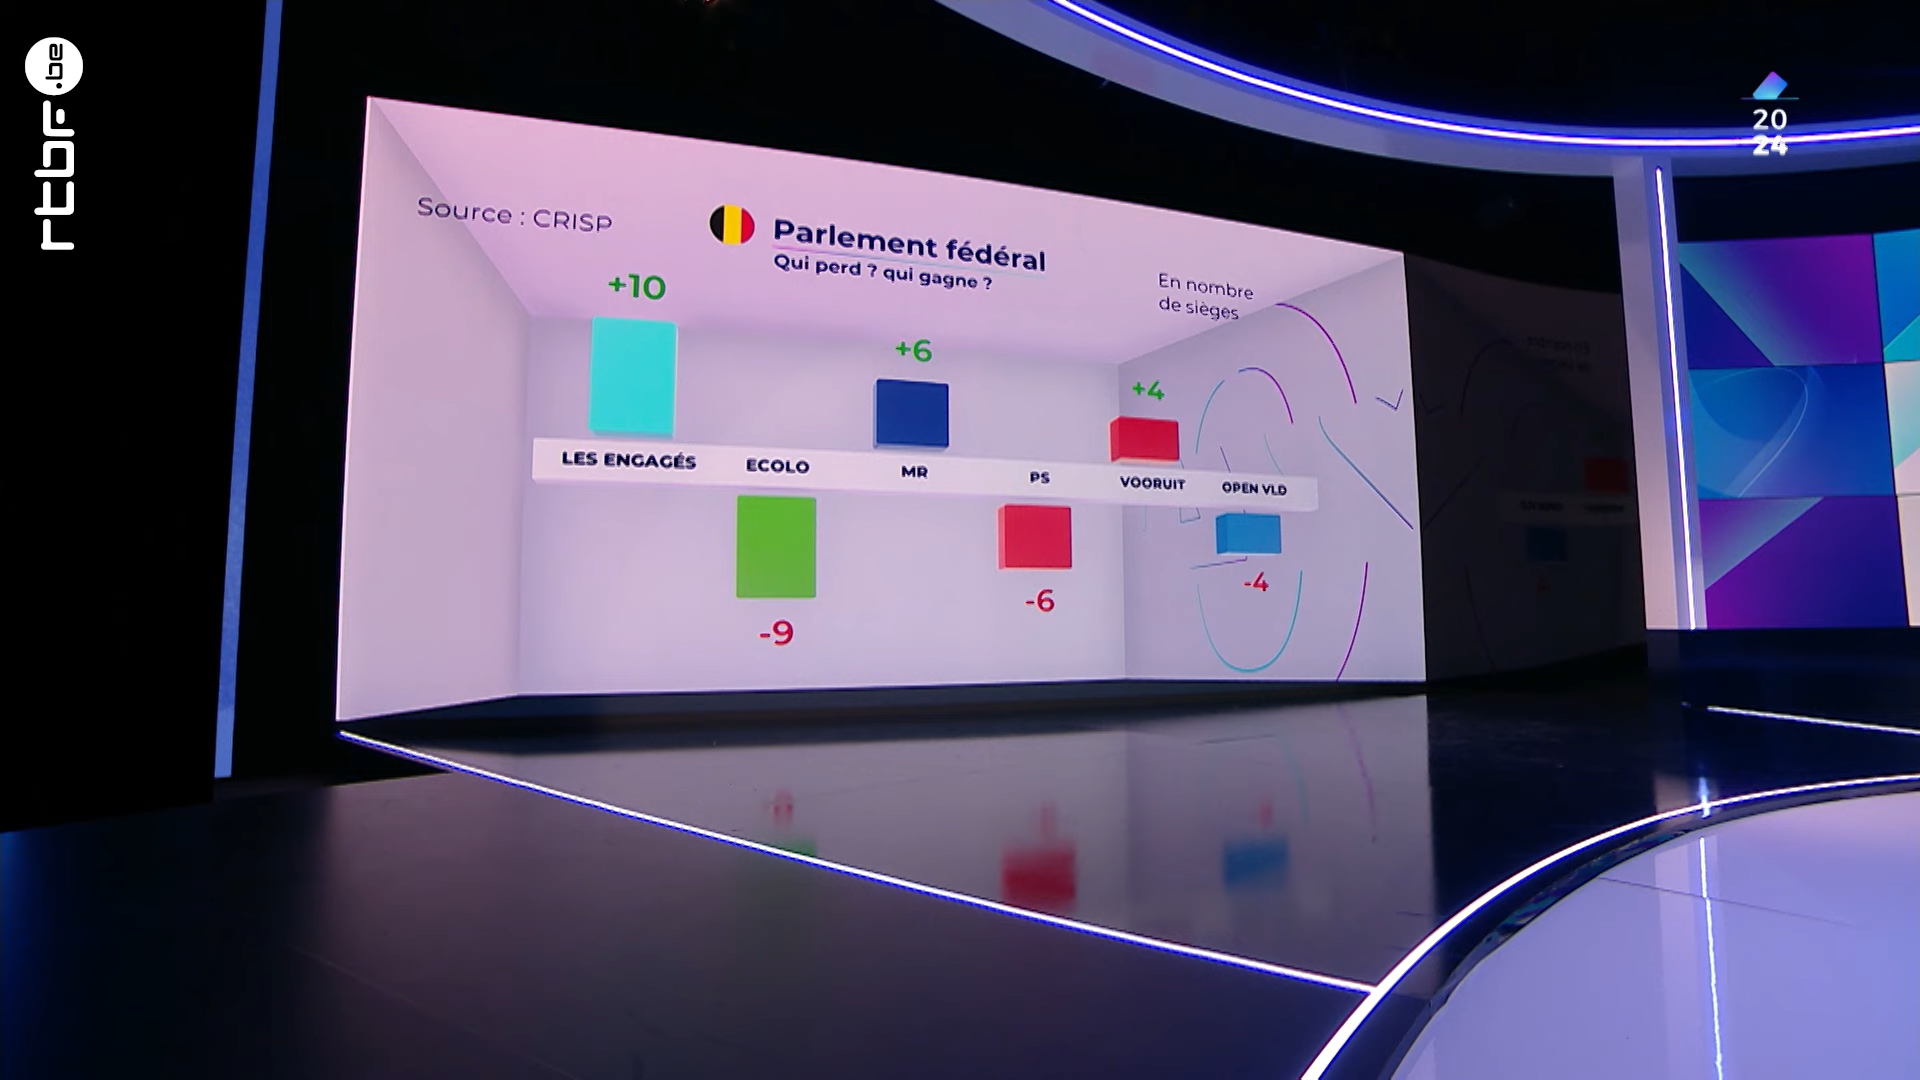 rtbf.be
20
24
Source : CRISP
Parlement fédéral
Qui perd ? qui gagne ?
En nombre
de sièges
+10
+6
+4
LES ENGAGÉS
ECOLO
MR
PS
VOORUIT
OPEN VLD
-9
-6
-4